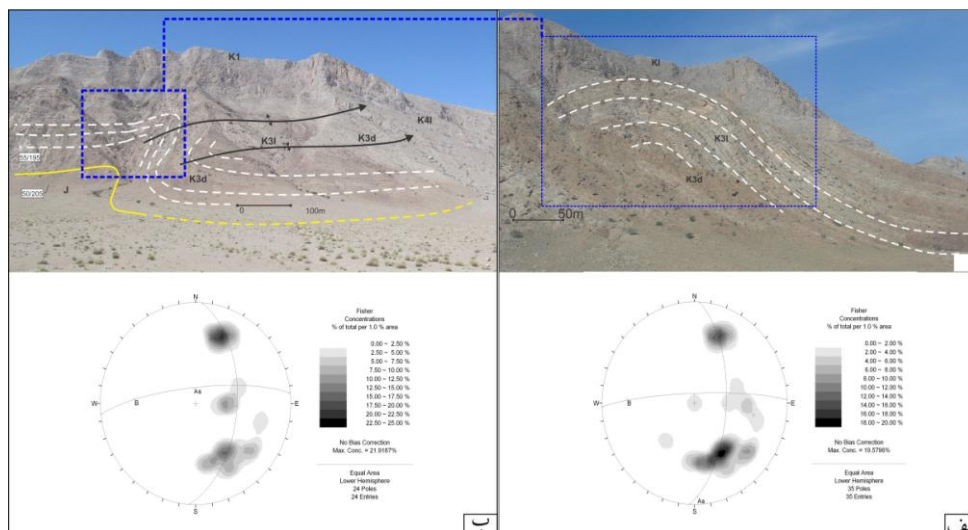 K1
K4l
K3l
K3d
K3d
55/195
J
50/205
0 100m
Kl
K3l
K3d
0 50m
N
W
B
As
E
S
Fisher
Concentrations
% of total per 1.0 % area
0.00 ~ 2.50 %
2.50 ~ 5.00 %
5.00 ~ 7.50 %
7.50 ~ 10.00 %
10.00 ~ 12.50 %
12.50 ~ 15.00 %
15.00 ~ 17.50 %
17.50 ~ 20.00 %
20.00 ~ 22.50 %
22.50 ~ 25.00 %
No Bias Correction
Max. Conc. = 21.9187%
Equal Area
Lower Hemisphere
24 Poles
24 Entries
ب
N
W
B
E
As
S
Fisher
Concentrations
% of total per 1.0 % area
0.00 ~ 2.00 %
2.00 ~ 4.00 %
4.00 ~ 6.00 %
6.00 ~ 8.00 %
8.00 ~ 10.00 %
10.00 ~ 12.00 %
12.00 ~ 14.00 %
14.00 ~ 16.00 %
16.00 ~ 18.00 %
18.00 ~ 20.00 %
No Bias Correction
Max. Conc. = 19.5786%
Equal Area
Lower Hemisphere
35 Poles
35 Entries